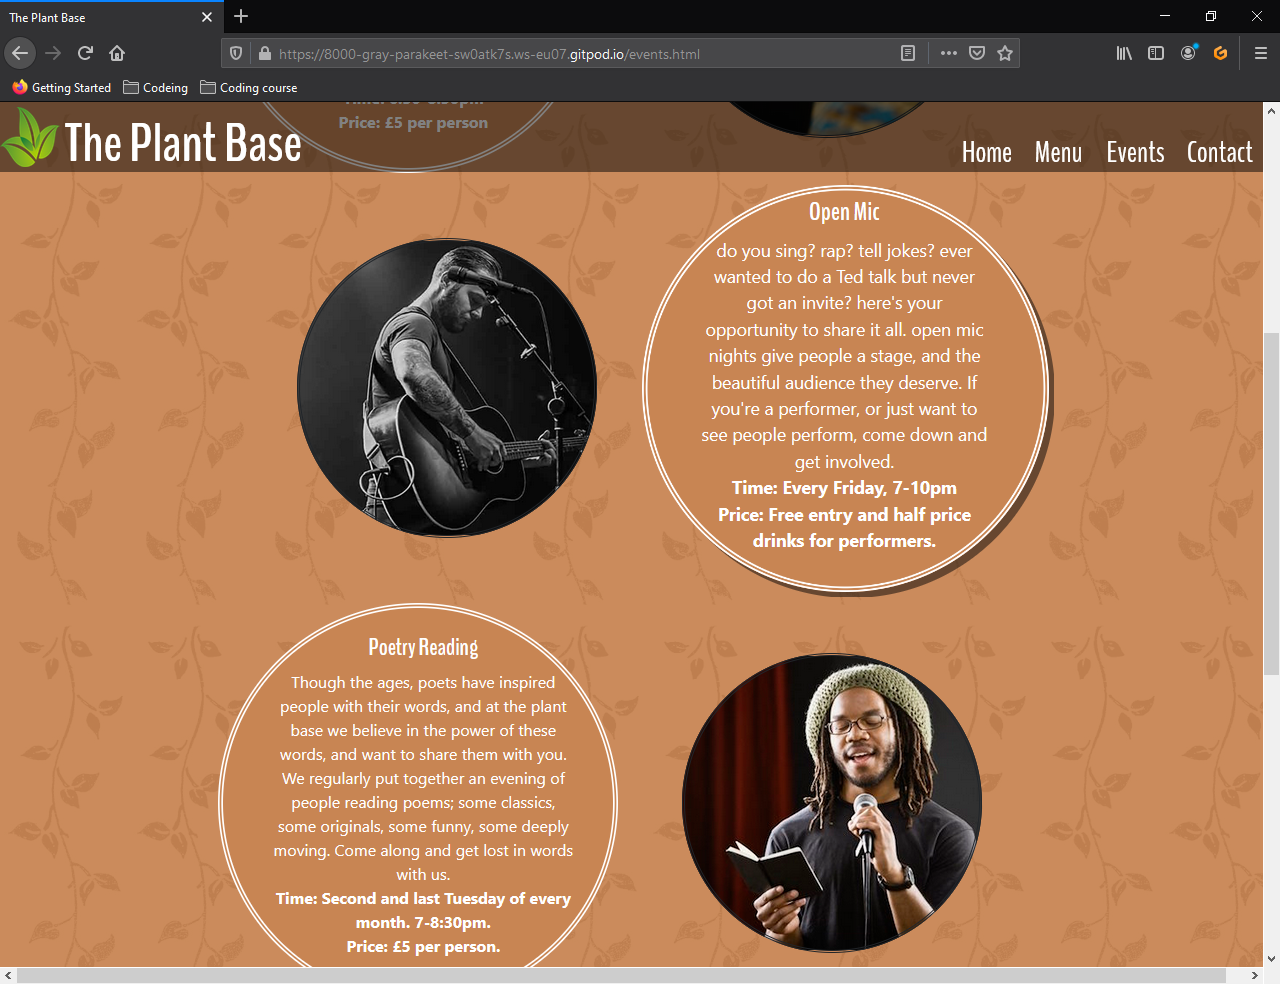 The Plant Base
https://8000-gray-parakeet-sw0atk7s.ws-eu07.gitpod.io/events.html
Getting Started Codeing Coding course
Time: 6:30-8:30pm
Price: £5 per person
The Plant Base
Home Menu Events Contact
Open Mic
do you sing? rap? tell jokes? ever
wanted to do a Ted talk but never
got an invite? here's your
opportunity to share it all. open mic
nights give people a stage, and the
beautiful audience they deserve. If
you're a performer, or just want to
see people perform, come down and
get involved.
Time: Every Friday, 7-10pm
Price: Free entry and half price
drinks for performers.
Poetry Reading
Though the ages, poets have inspired
people with their words, and at the plant
base we believe in the power of these
words, and want to share them with you.
We regularly put together an evening of
people reading poems; some classics,
some originals, some funny, some deeply
moving. Come along and get lost in words
with us.
Time: Second and last Tuesday of every
month. 7-8:30pm.
Price: £5 per person.